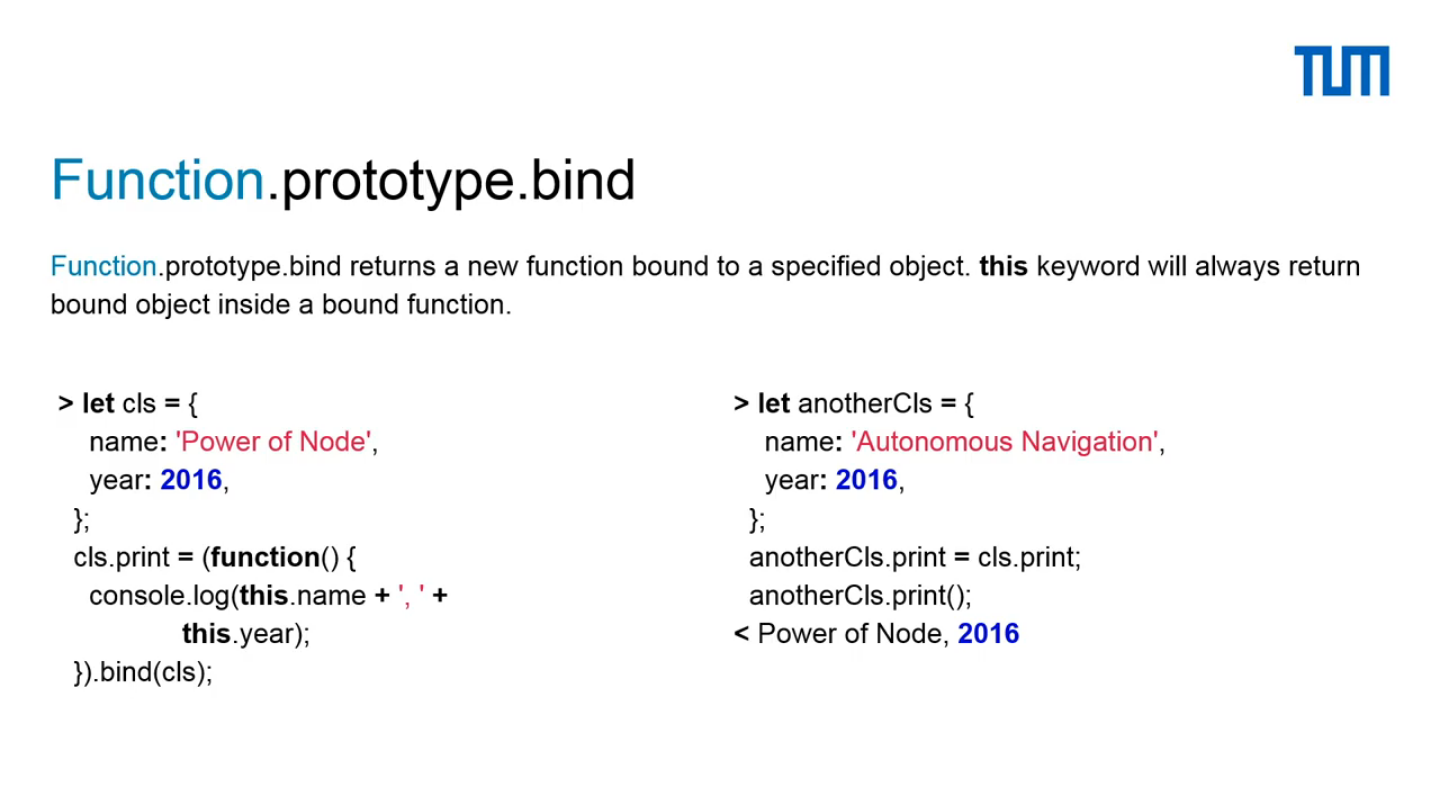 TUM
Function.prototype.bind
Function.prototype.bind returns a new function bound to a specified object. this keyword will always return
bound object inside a bound function.
> let cls = {
name: 'Power of Node',
year: 2016,
};
cls.print = (function() {
console.log(this.name + ', ' +
this.year);
}).bind(cls);
> let anotherCls = {
name: 'Autonomous Navigation',
year: 2016,
};
anotherCls.print = cls.print;
anotherCls.print();
< Power of Node, 2016